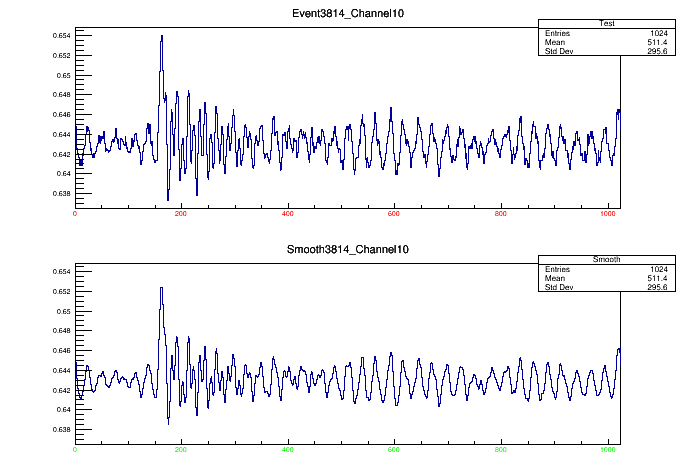 Event3814_Channel10
Test
Entries 1024
Mean 511.4
Std Dev 295.6
0.654
0.652
0.65
0.648
0.646
0.644
0.642
0.64
0.638
0 200 400 600 800 1000
Smooth3814_Channel10
Smooth
Entries 1024
Mean 511.4
Std Dev 295.6
0.654
0.652
0.65
0.648
0.646
0.644
0.642
0.64
0.638
0 200 400 600 800 1000